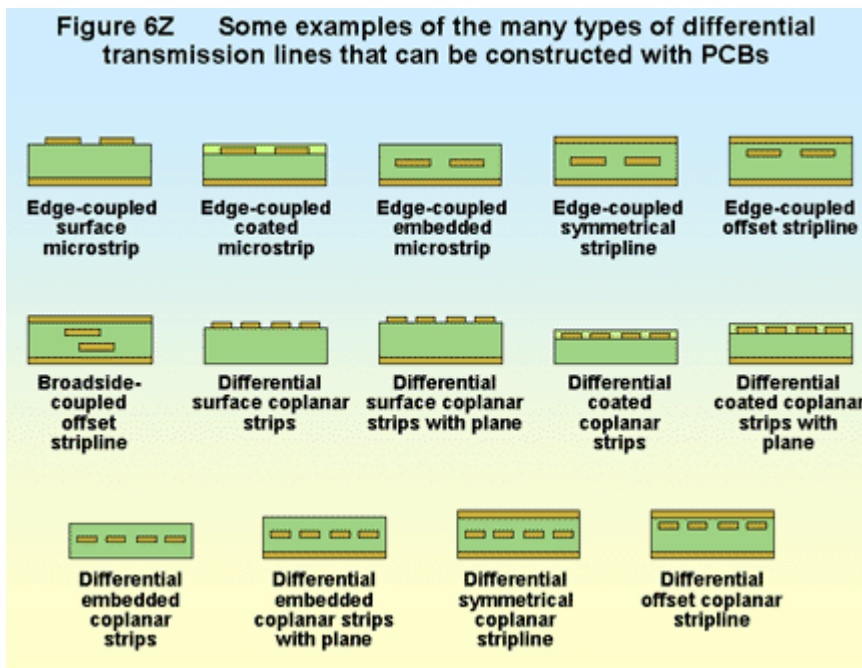 Figure 6Z Some examples of the many types of differential
transmission lines that can be constructed with PCBs
Edge-coupled
surface
microstrip
Edge-coupled
coated
microstrip
Edge-coupled
embedded
microstrip
Edge-coupled
symmetrical
stripline
Edge-coupled
offset stripline
Broadside-
coupled
offset
stripline
Differential
surface coplanar
strips
Differential
surface coplanar
strips with plane
Differential
coated
coplanar
strips
Differential
coated coplanar
strips with
plane
Differential
embedded
coplanar
strips
Differential
embedded
coplanar strips
with plane
Differential
symmetrical
coplanar
stripline
Differential
offset coplanar
stripline